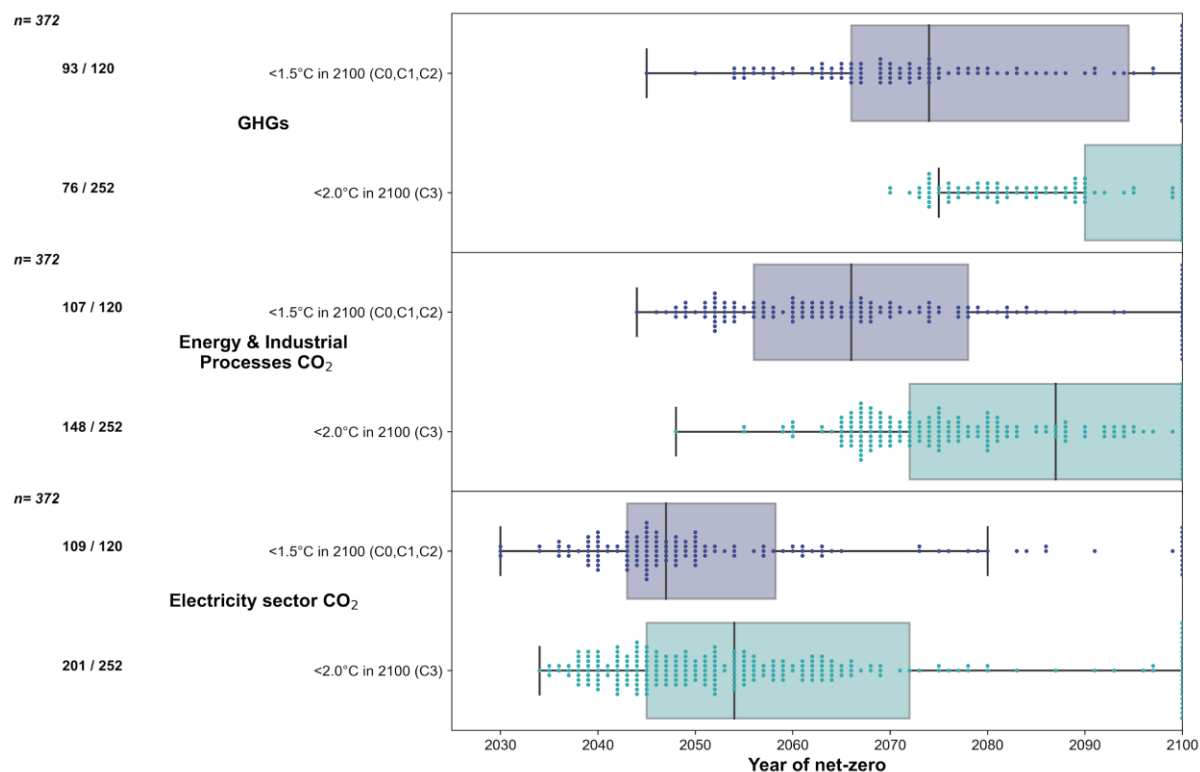 n= 372
93 / 120
<1.5°C in 2100 (C0,C1,C2)
GHGs
76 / 252
<2.0°C in 2100 (C3)
n= 372
107 / 120
<1.5°C in 2100 (C0,C1,C2)
Energy & Industrial
Processes CO₂
148 / 252
<2.0°C in 2100 (C3)
n= 372
109 / 120
<1.5°C in 2100 (C0,C1,C2)
Electricity sector CO₂
201 / 252
<2.0°C in 2100 (C3)
2030 2040 2050 2060 2070 2080 2090 2100
Year of net-zero